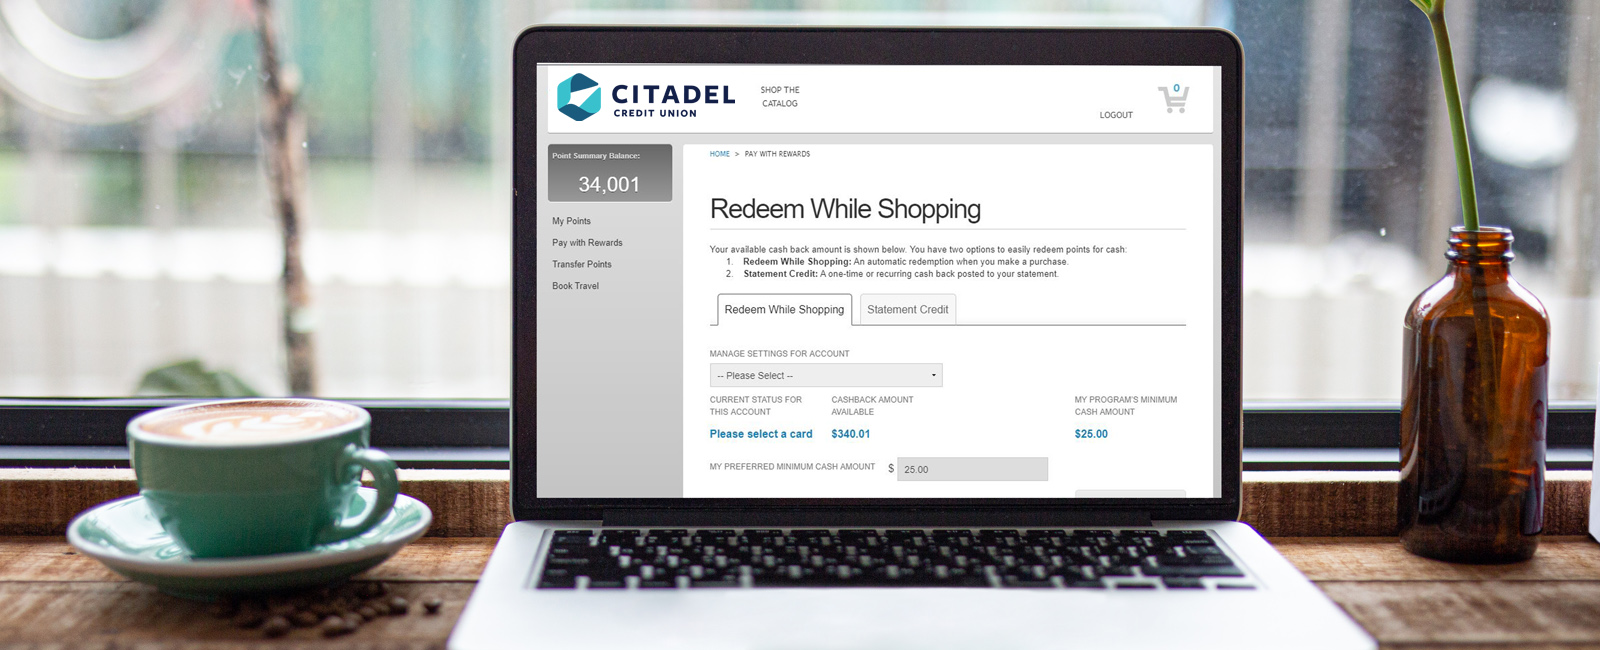 CITADEL
CREDIT UNION
SHOP THE
CATALOG
LOGOUT
0
Point Summary Balance:
34,001
My Points
Pay with Rewards
Transfer Points
Book Travel
HOME > PAY WITH REWARDS
Redeem While Shopping
Your available cash back amount is shown below. You have two options to easily redeem points for cash:
1. Redeem While Shopping: An automatic redemption when you make a purchase.
2. Statement Credit: A one-time or recurring cash back posted to your statement.
Redeem While Shopping
Statement Credit
MANAGE SETTINGS FOR ACCOUNT
-- Please Select --
CURRENT STATUS FOR
THIS ACCOUNT
Please select a card
CASHBACK AMOUNT
AVAILABLE
$340.01
MY PROGRAM'S MINIMUM
CASH AMOUNT
$25.00
MY PREFERRED MINIMUM CASH AMOUNT $ 25.00